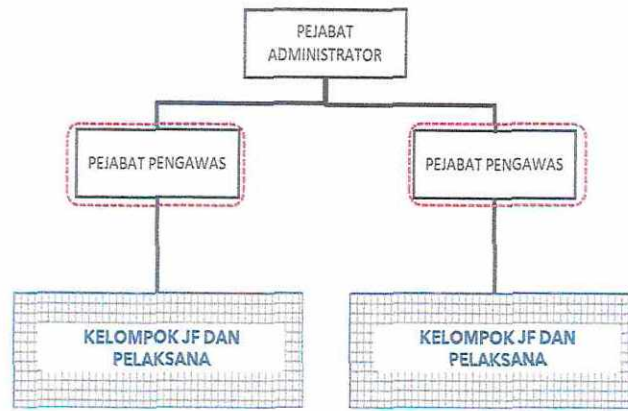 PEJABAT
ADMINISTRATOR
PEJABAT PENGAWAS
PEJABAT PENGAWAS
KELOMPOK JF DAN
PELAKSANA
KELOMPOK JF DAN
PELAKSANA